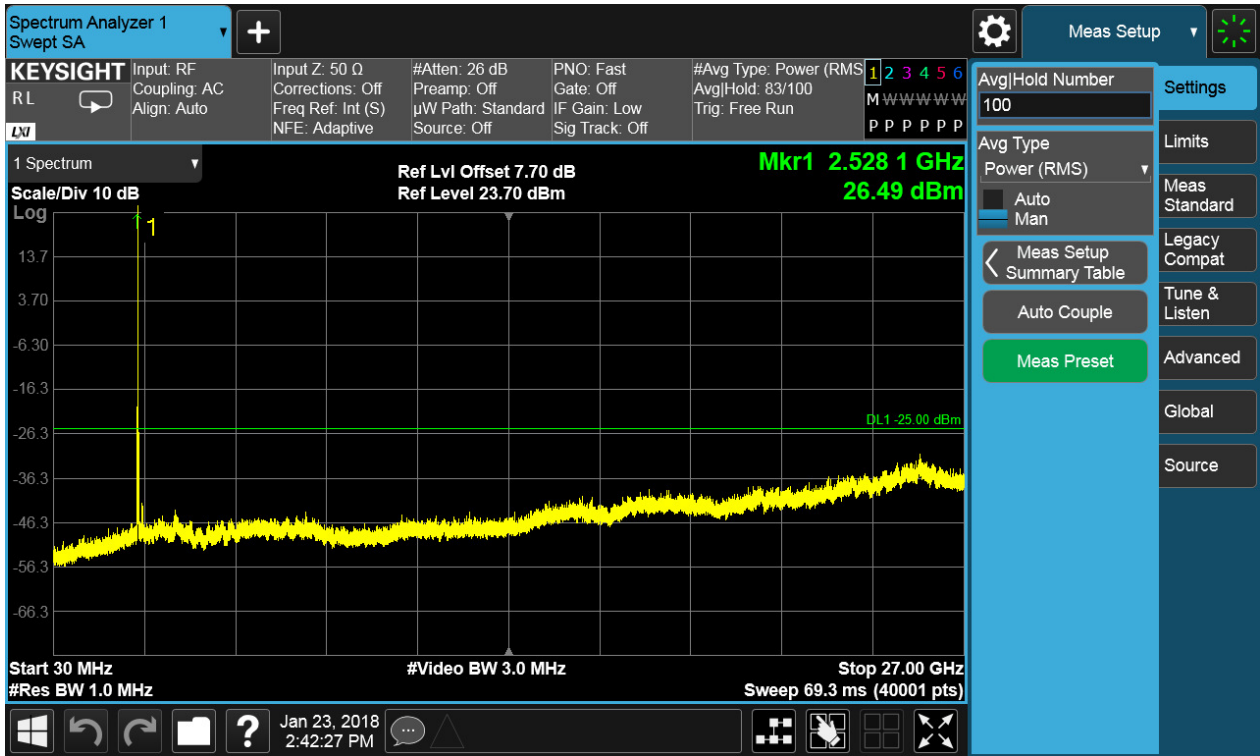 Spectrum Analyzer 1
Swept SA
+
Meas Setup
KEYSIGHT
R L
LXI
Input: RF
Coupling: AC
Align: Auto
Input Z: 50 Ω
Corrections: Off
Freq Ref: Int (S)
NFE: Adaptive
#Atten: 26 dB
Preamp: Off
µW Path: Standard
Source: Off
PNO: Fast
Gate: Off
IF Gain: Low
Sig Track: Off
#Avg Type: Power (RMS
Avg|Hold: 83/100
Trig: Free Run
1 2 3 4 5 6
M W W W W W
P P P P P P
1 Spectrum
Scale/Div 10 dB
Ref Lvl Offset 7.70 dB
Ref Level 23.70 dBm
Mkr1 2.528 1 GHz
26.49 dBm
Log
1
13.7
3.70
-6.30
-16.3
DL1 -25.00 dBm
-26.3
-36.3
-46.3
-56.3
-66.3
Start 30 MHz
#Video BW 3.0 MHz
Stop 27.00 GHz
#Res BW 1.0 MHz
Sweep 69.3 ms (40001 pts)
Avg|Hold Number
100
Avg Type
Power (RMS)
Auto
Man
Meas Setup
Summary Table
Auto Couple
Meas Preset
Settings
Limits
Meas
Standard
Legacy
Compat
Tune &
Listen
Advanced
Global
Source
?
Jan 23, 2018
2:42:27 PM